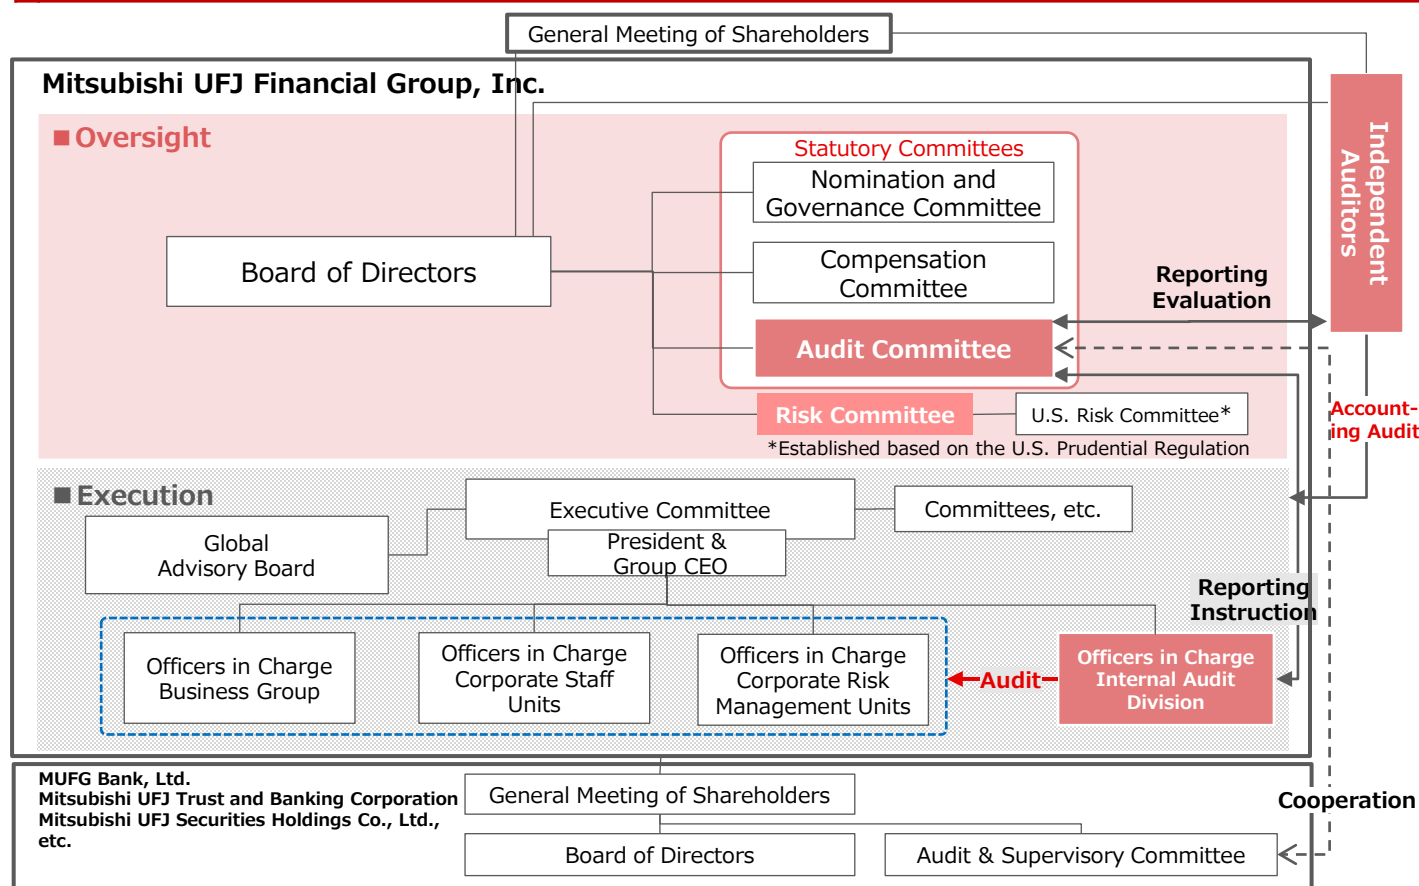 General Meeting of Shareholders
Mitsubishi UFJ Financial Group, Inc.
■ Oversight
Statutory Committees
Nomination and
Governance Committee
Board of Directors
Compensation
Committee
Audit Committee
Risk Committee
U.S. Risk Committee*
*Established based on the U.S. Prudential Regulation
Reporting
Evaluation
Independent
Auditors
Account-
ing Audit
■ Execution
Executive Committee
Committees, etc.
Global
Advisory Board
President &
Group CEO
Reporting
Instruction
Officers in Charge
Business Group
Officers in Charge
Corporate Staff
Units
Officers in Charge
Corporate Risk
Management Units
Audit
Officers in Charge
Internal Audit
Division
MUFG Bank, Ltd.
Mitsubishi UFJ Trust and Banking Corporation
Mitsubishi UFJ Securities Holdings Co., Ltd.,
etc.
General Meeting of Shareholders
Cooperation
Board of Directors
Audit & Supervisory Committee